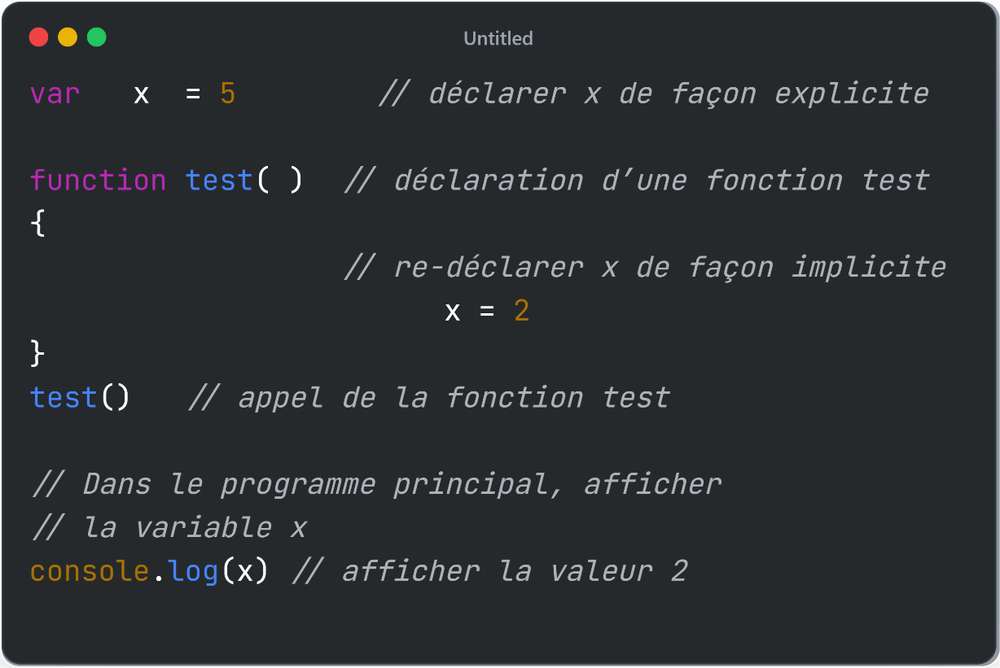 Untitled
var x = 5 // déclarer x de façon explicite
function test( ) // déclaration d’une fonction test
{
// re-déclarer x de façon implicite
x = 2
}
test() // appel de la fonction test
// Dans le programme principal, afficher
// la variable x
console.log(x) // afficher la valeur 2